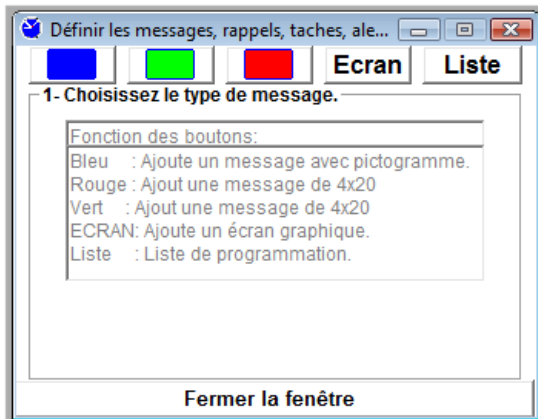 Définir les messages, rappels, taches, ale...
Ecran Liste
1- Choisissez le type de message.
Fonction des boutons:
Bleu : Ajoute un message avec pictogramme.
Rouge : Ajout une message de 4x20
Vert : Ajout une message de 4x20
ECRAN: Ajoute un écran graphique.
Liste : Liste de programmation.
Fermer la fenêtre